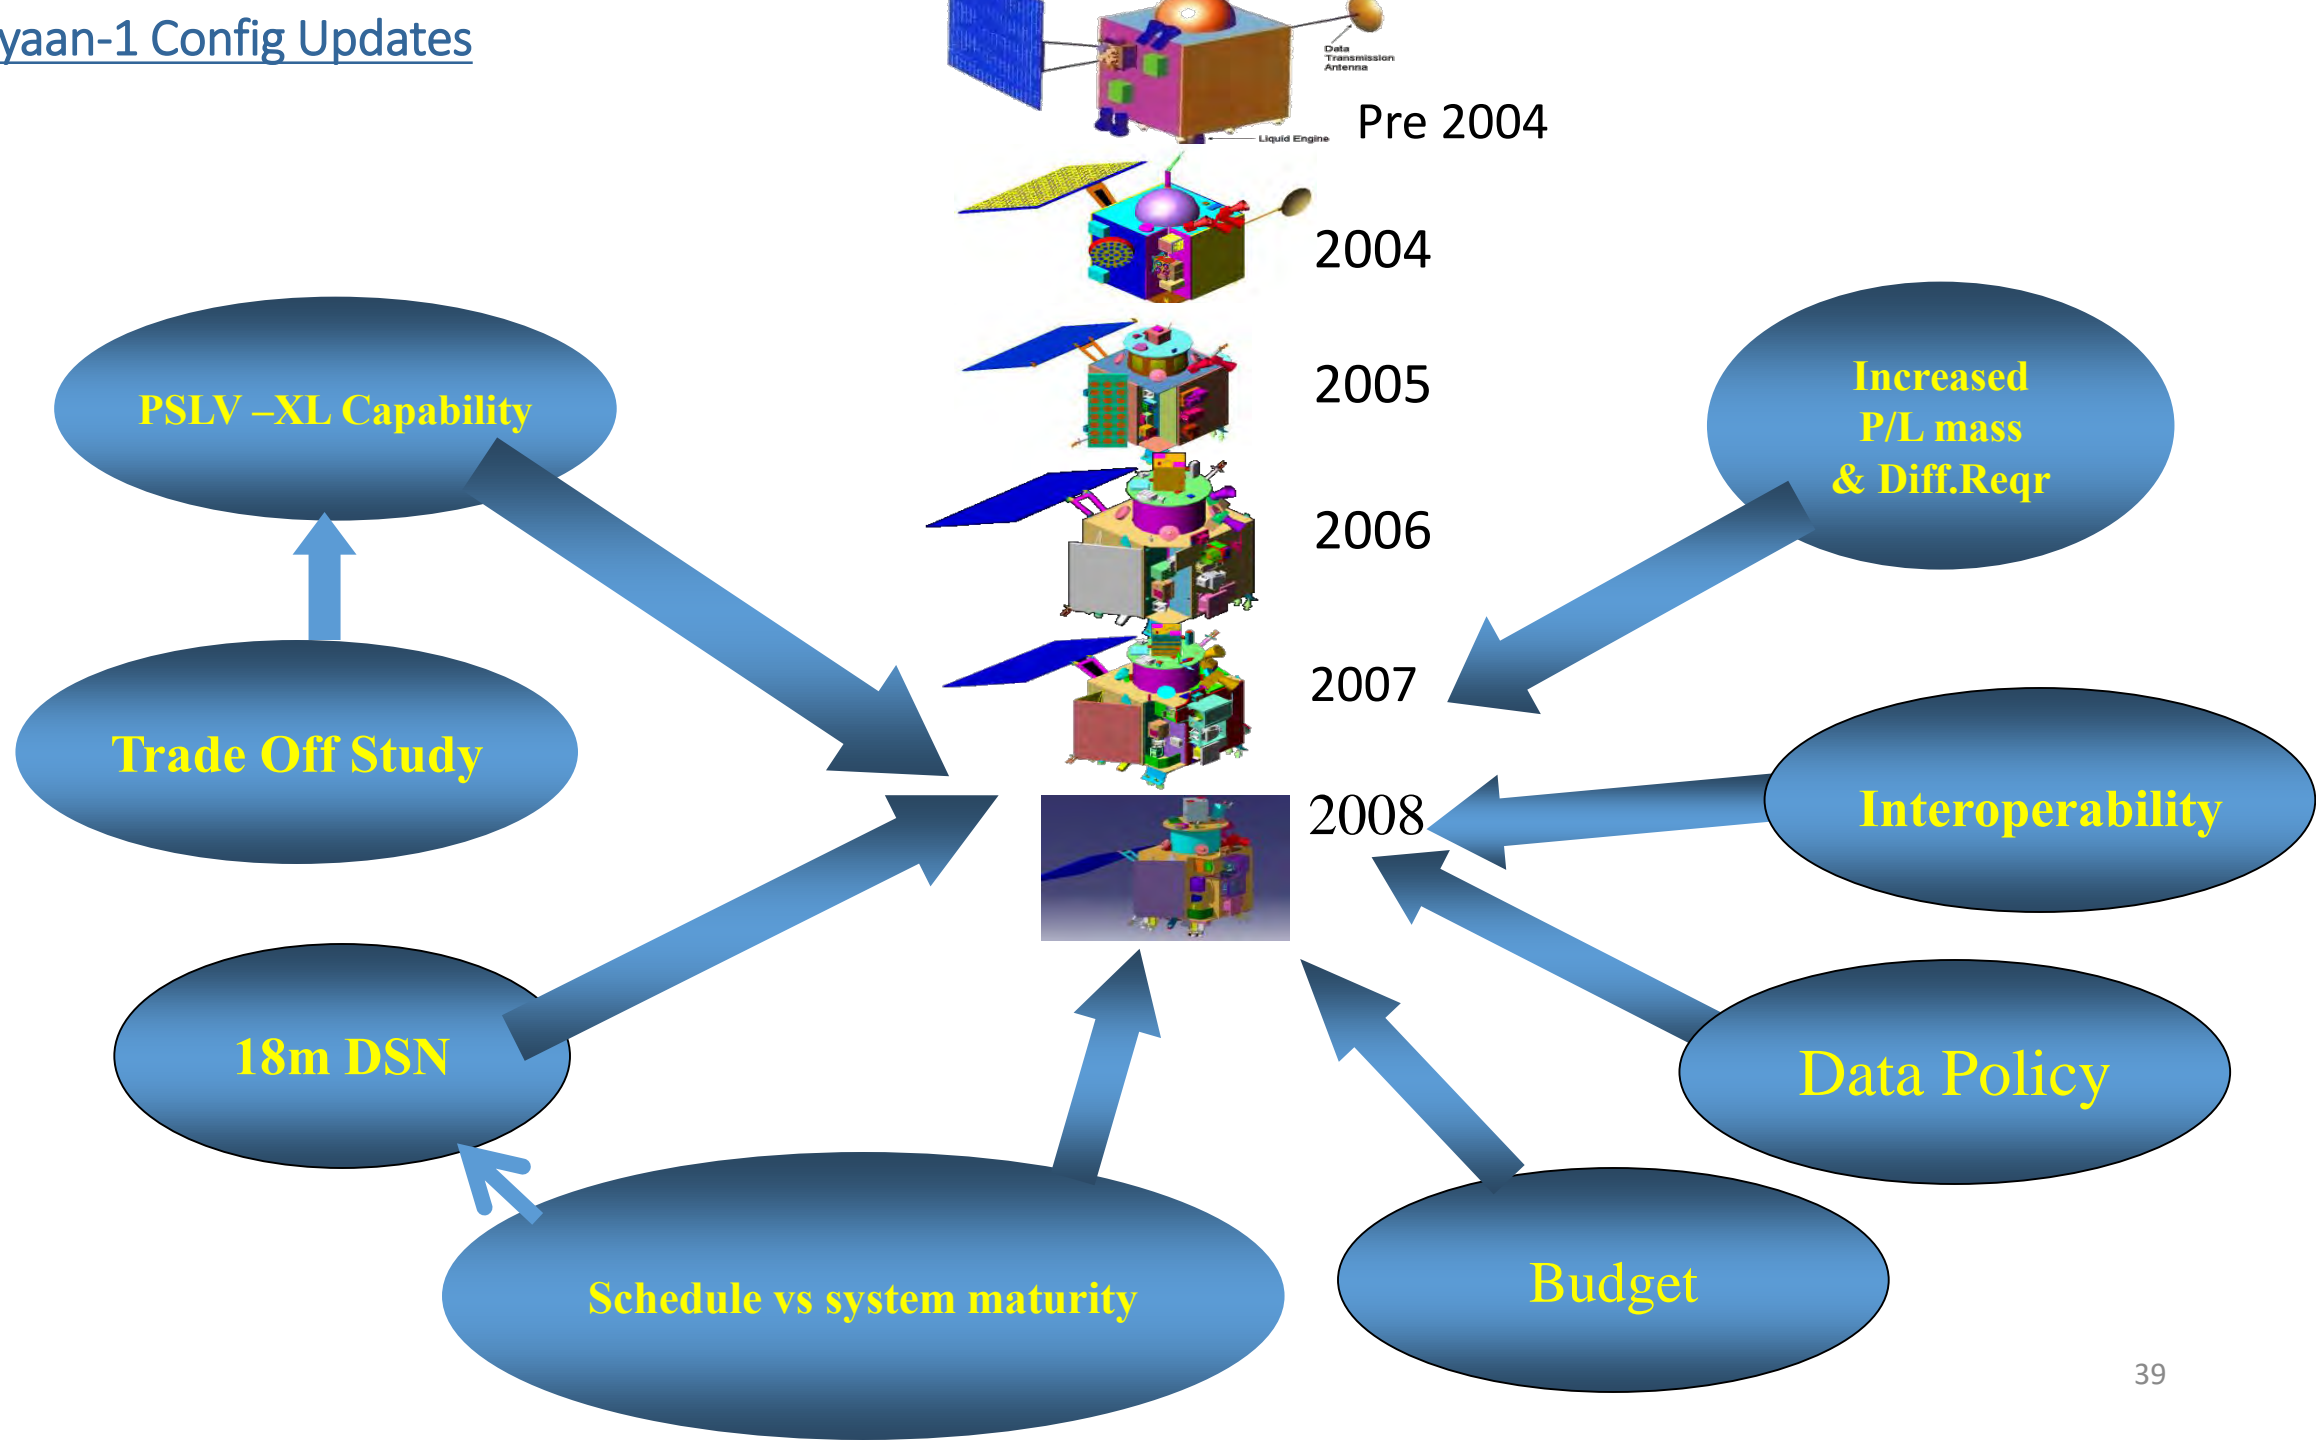 yaan-1 Config Updates
Data
Transmission
Antenna
Liquid Engine
Pre 2004
2004
2005
2006
2007
2008
PSLV –XL Capability
Trade Off Study
18m DSN
Schedule vs system maturity
Budget
Data Policy
Interoperability
Increased
P/L mass
& Diff.Reqr
39